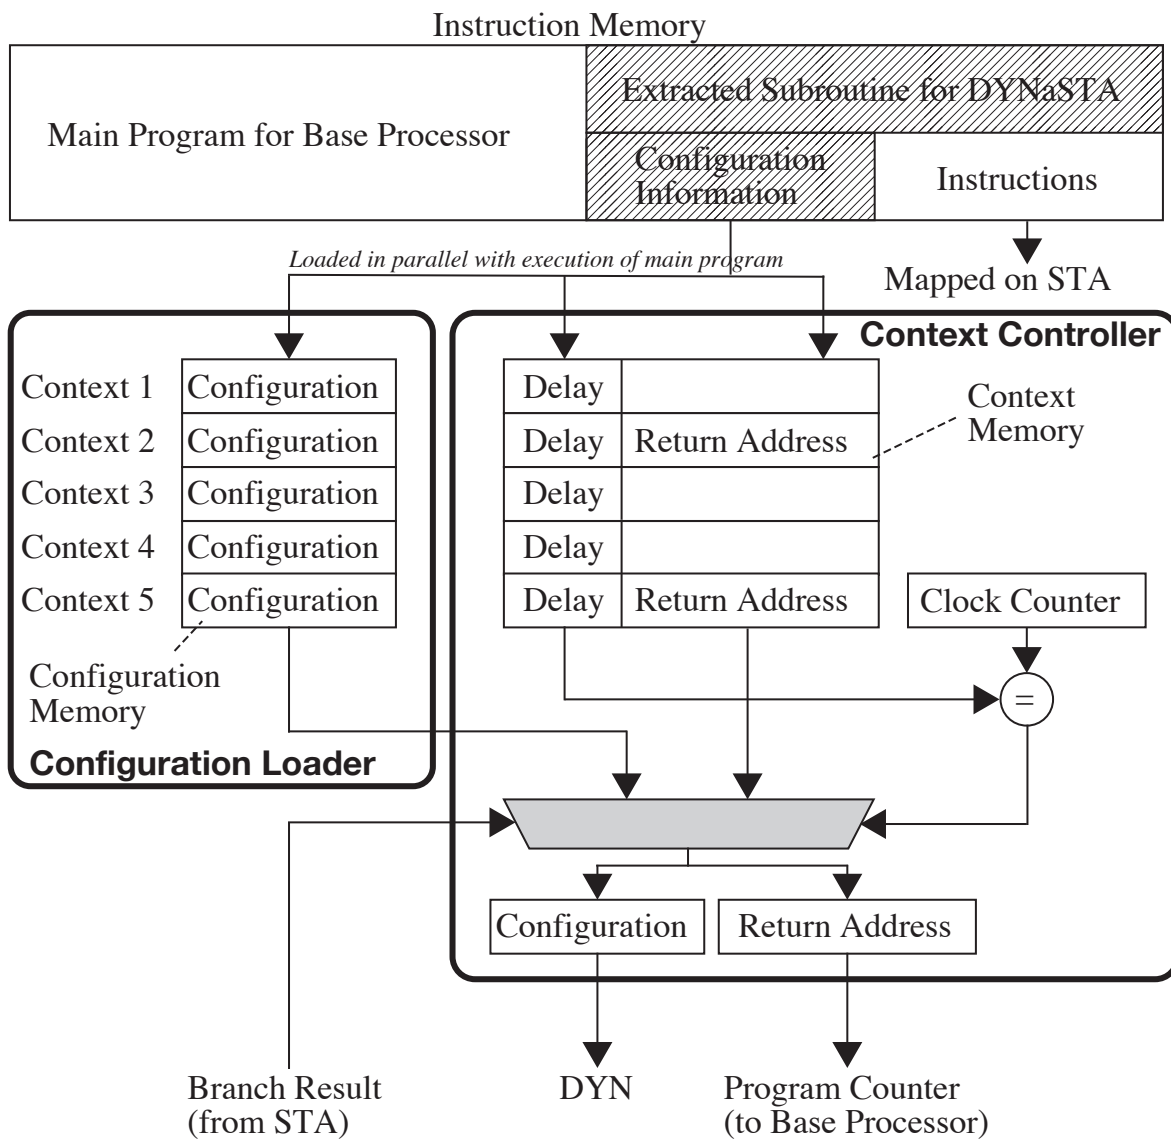 Instruction Memory
Extracted Subroutine for DYNaSTA
Main Program for Base Processor
Configuration
Information
Instructions
Loaded in parallel with execution of main program
Mapped on STA
Context Controller
Context 1
Configuration
Delay
Context
Memory
Context 2
Configuration
Delay
Return Address
Context 3
Configuration
Delay
Context 4
Configuration
Delay
Context 5
Configuration
Delay
Return Address
Clock Counter
Configuration
Memory
=
Configuration Loader
Configuration
Return Address
Branch Result
(from STA)
DYN
Program Counter
(to Base Processor)